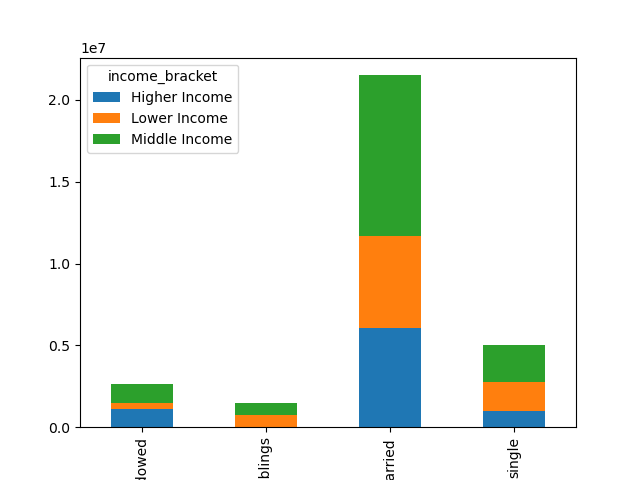 1e7
income_bracket
Higher Income
Lower Income
Middle Income
2.0
1.5
1.0
0.5
0.0
dowed
blings
arried
single